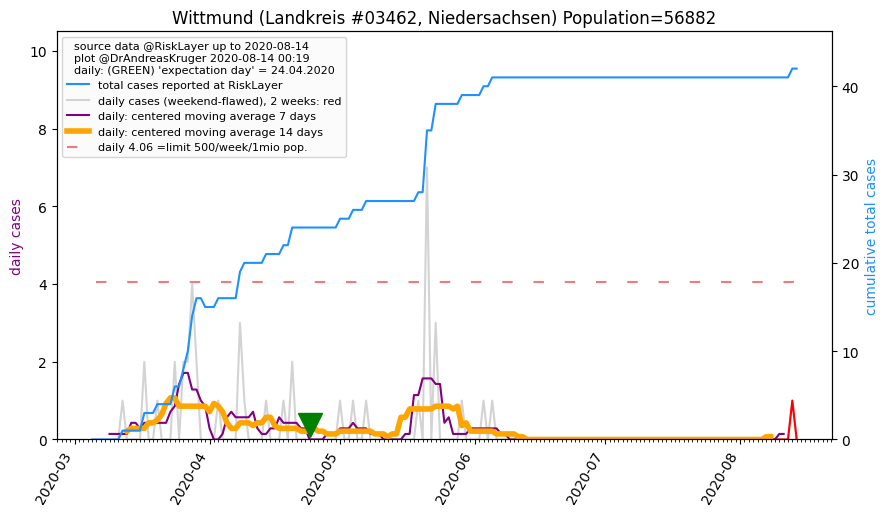 Wittmund (Landkreis #03462, Niedersachsen) Population=56882
source data @RiskLayer up to 2020-08-14
plot @DrAndreasKruger 2020-08-14 00:19
daily: (GREEN) 'expectation day' = 24.04.2020
total cases reported at RiskLayer
daily cases (weekend-flawed), 2 weeks: red
daily: centered moving average 7 days
daily: centered moving average 14 days
daily 4.06 =limit 500/week/1mio pop.
daily cases
10
8
6
4
2
0
cumulative total cases
40
30
20
10
0
2020-03
2020-04
2020-05
2020-06
2020-07
2020-08